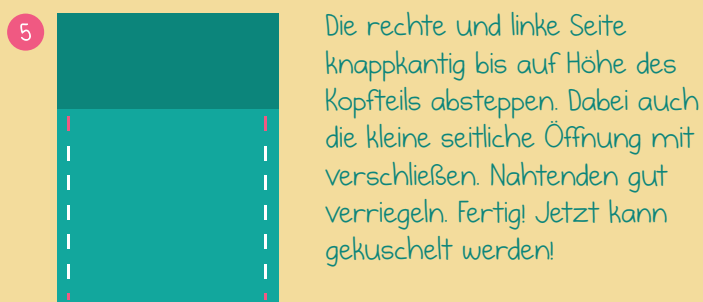 5
Die rechte und linke Seite
knappkantig bis auf Höhe des
Kopfteils absteppen. Dabei auch
die kleine seitliche Öffnung mit
verschließen. Nahtenden gut
verriegeln. Fertig! Jetzt kann
gekuschelt werden!